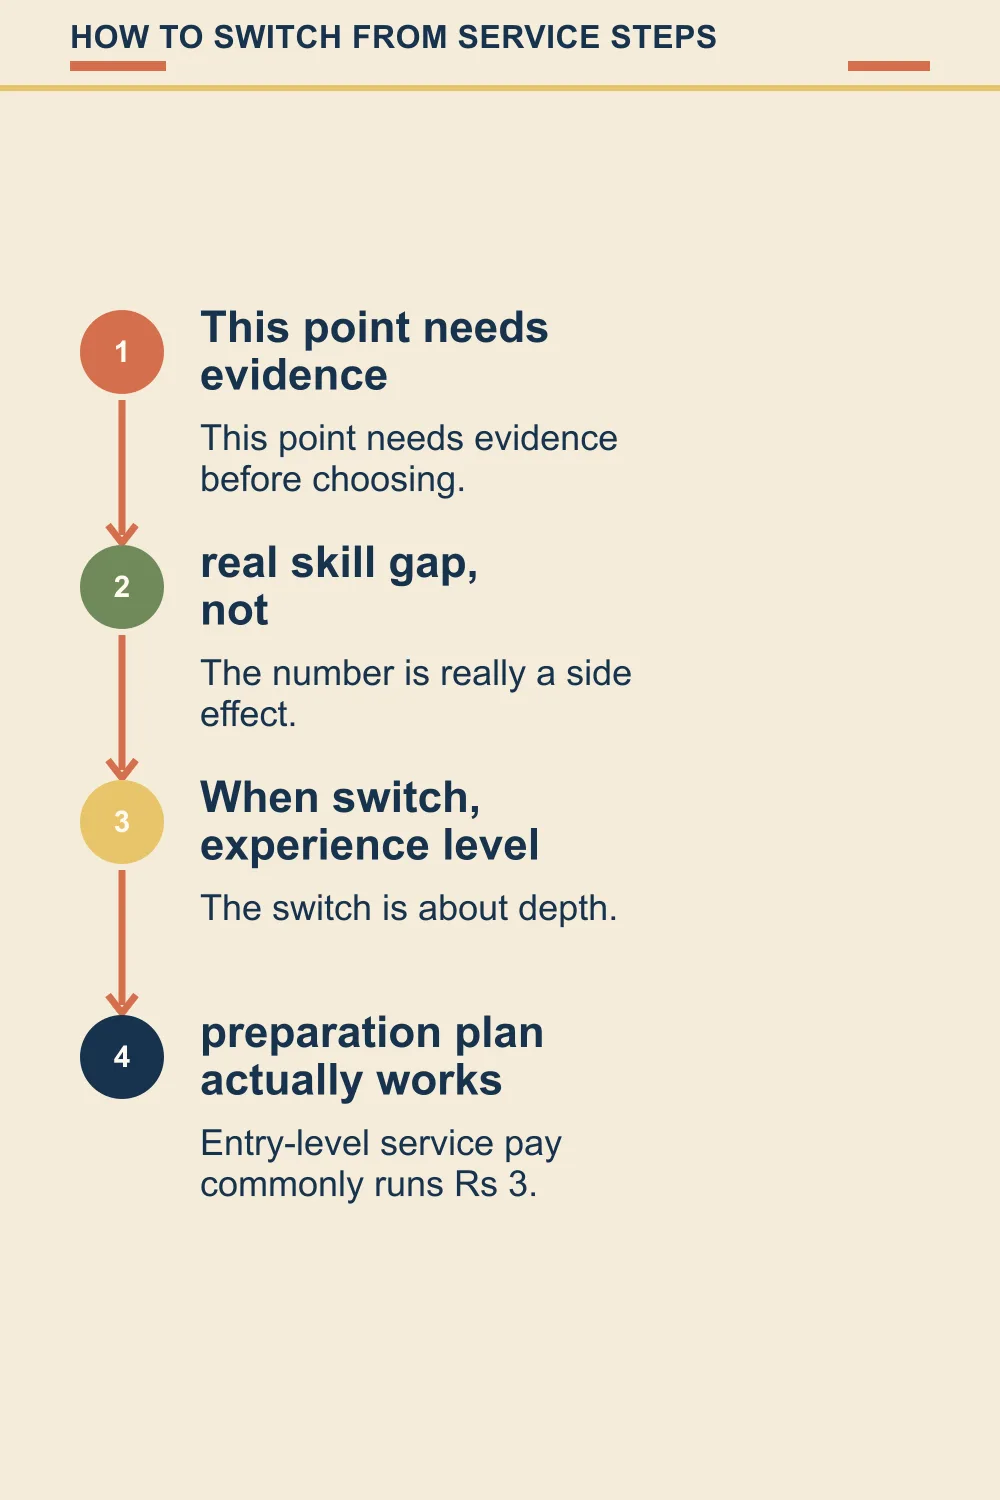 HOW TO SWITCH FROM SERVICE STEPS
1
This point needs
evidence
This point needs evidence
before choosing.
2
real skill gap,
not
The number is really a side
effect.
3
When switch,
experience level
The switch is about depth.
4
preparation plan
actually works
Entry-level service pay
commonly runs Rs 3.